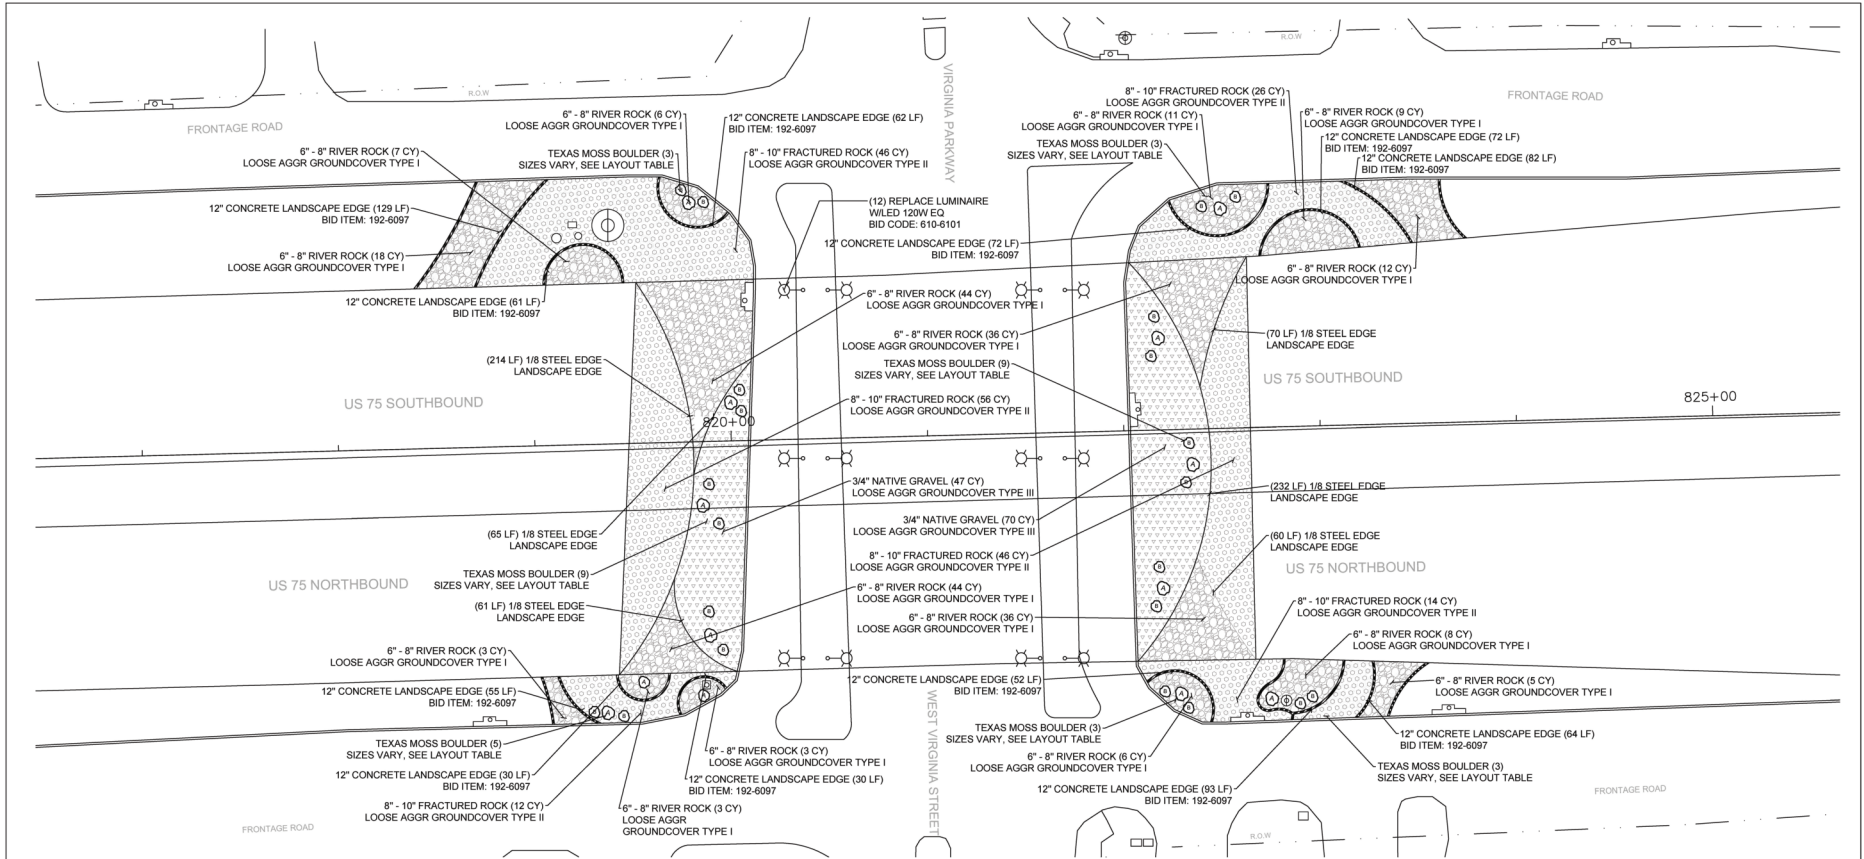 R.O.W
R.O.W
VIRGINIA PARKWAY
FRONTAGE ROAD
FRONTAGE ROAD
6" - 8" RIVER ROCK (6 CY)
LOOSE AGGR GROUNDCOVER TYPE I
12" CONCRETE LANDSCAPE EDGE (62 LF)
BID ITEM: 192-6097
6" - 8" RIVER ROCK (7 CY)
LOOSE AGGR GROUNDCOVER TYPE I
TEXAS MOSS BOULDER (3)
SIZES VARY, SEE LAYOUT TABLE
8" - 10" FRACTURED ROCK (46 CY)
LOOSE AGGR GROUNDCOVER TYPE II
8" - 10" FRACTURED ROCK (26 CY)
LOOSE AGGR GROUNDCOVER TYPE II
6" - 8" RIVER ROCK (11 CY)
LOOSE AGGR GROUNDCOVER TYPE I
6" - 8" RIVER ROCK (9 CY)
LOOSE AGGR GROUNDCOVER TYPE I
TEXAS MOSS BOULDER (3)
SIZES VARY, SEE LAYOUT TABLE
12" CONCRETE LANDSCAPE EDGE (72 LF)
BID ITEM: 192-6097
12" CONCRETE LANDSCAPE EDGE (82 LF)
BID ITEM: 192-6097
12" CONCRETE LANDSCAPE EDGE (129 LF)
BID ITEM: 192-6097
(12) REPLACE LUMINAIRE
W/LED 120W EQ
BID CODE: 610-6101
12" CONCRETE LANDSCAPE EDGE (72 LF)
BID ITEM: 192-6097
6" - 8" RIVER ROCK (18 CY)
LOOSE AGGR GROUNDCOVER TYPE I
6" - 8" RIVER ROCK (12 CY)
LOOSE AGGR GROUNDCOVER TYPE I
12" CONCRETE LANDSCAPE EDGE (61 LF)
BID ITEM: 192-6097
6" - 8" RIVER ROCK (44 CY)
LOOSE AGGR GROUNDCOVER TYPE I
6" - 8" RIVER ROCK (36 CY)
LOOSE AGGR GROUNDCOVER TYPE I
(70 LF) 1/8 STEEL EDGE
LANDSCAPE EDGE
(214 LF) 1/8 STEEL EDGE
LANDSCAPE EDGE
TEXAS MOSS BOULDER (9)
SIZES VARY, SEE LAYOUT TABLE
US 75 SOUTHBOUND
US 75 SOUTHBOUND
8" - 10" FRACTURED ROCK (56 CY)
LOOSE AGGR GROUNDCOVER TYPE II
820+00
825+00
3/4" NATIVE GRAVEL (47 CY)
LOOSE AGGR GROUNDCOVER TYPE III
(232 LF) 1/8 STEEL EDGE
LANDSCAPE EDGE
(65 LF) 1/8 STEEL EDGE
LANDSCAPE EDGE
3/4" NATIVE GRAVEL (70 CY)
LOOSE AGGR GROUNDCOVER TYPE III
(60 LF) 1/8 STEEL EDGE
LANDSCAPE EDGE
8" - 10" FRACTURED ROCK (46 CY)
LOOSE AGGR GROUNDCOVER TYPE II
US 75 NORTHBOUND
US 75 NORTHBOUND
TEXAS MOSS BOULDER (9)
SIZES VARY, SEE LAYOUT TABLE
6" - 8" RIVER ROCK (44 CY)
LOOSE AGGR GROUNDCOVER TYPE I
(61 LF) 1/8 STEEL EDGE
LANDSCAPE EDGE
6" - 8" RIVER ROCK (36 CY)
LOOSE AGGR GROUNDCOVER TYPE I
8" - 10" FRACTURED ROCK (14 CY)
LOOSE AGGR GROUNDCOVER TYPE II
6" - 8" RIVER ROCK (8 CY)
LOOSE AGGR GROUNDCOVER TYPE I
6" - 8" RIVER ROCK (3 CY)
LOOSE AGGR GROUNDCOVER TYPE I
12" CONCRETE LANDSCAPE EDGE (52 LF)
BID ITEM: 192-6097
6" - 8" RIVER ROCK (5 CY)
LOOSE AGGR GROUNDCOVER TYPE I
12" CONCRETE LANDSCAPE EDGE (55 LF)
BID ITEM: 192-6097
TEXAS MOSS BOULDER (3)
SIZES VARY, SEE LAYOUT TABLE
12" CONCRETE LANDSCAPE EDGE (64 LF)
BID ITEM: 192-6097
TEXAS MOSS BOULDER (5)
SIZES VARY, SEE LAYOUT TABLE
6" - 8" RIVER ROCK (3 CY)
LOOSE AGGR GROUNDCOVER TYPE I
6" - 8" RIVER ROCK (6 CY)
LOOSE AGGR GROUNDCOVER TYPE I
TEXAS MOSS BOULDER (3)
SIZES VARY, SEE LAYOUT TABLE
12" CONCRETE LANDSCAPE EDGE (30 LF)
BID ITEM: 192-6097
12" CONCRETE LANDSCAPE EDGE (30 LF)
BID ITEM: 192-6097
12" CONCRETE LANDSCAPE EDGE (93 LF)
BID ITEM: 192-6097
8" - 10" FRACTURED ROCK (12 CY)
LOOSE AGGR GROUNDCOVER TYPE II
6" - 8" RIVER ROCK (3 CY)
LOOSE AGGR
GROUNDCOVER TYPE I
WEST VIRGINIA STREET
FRONTAGE ROAD
FRONTAGE ROAD
R.O.W